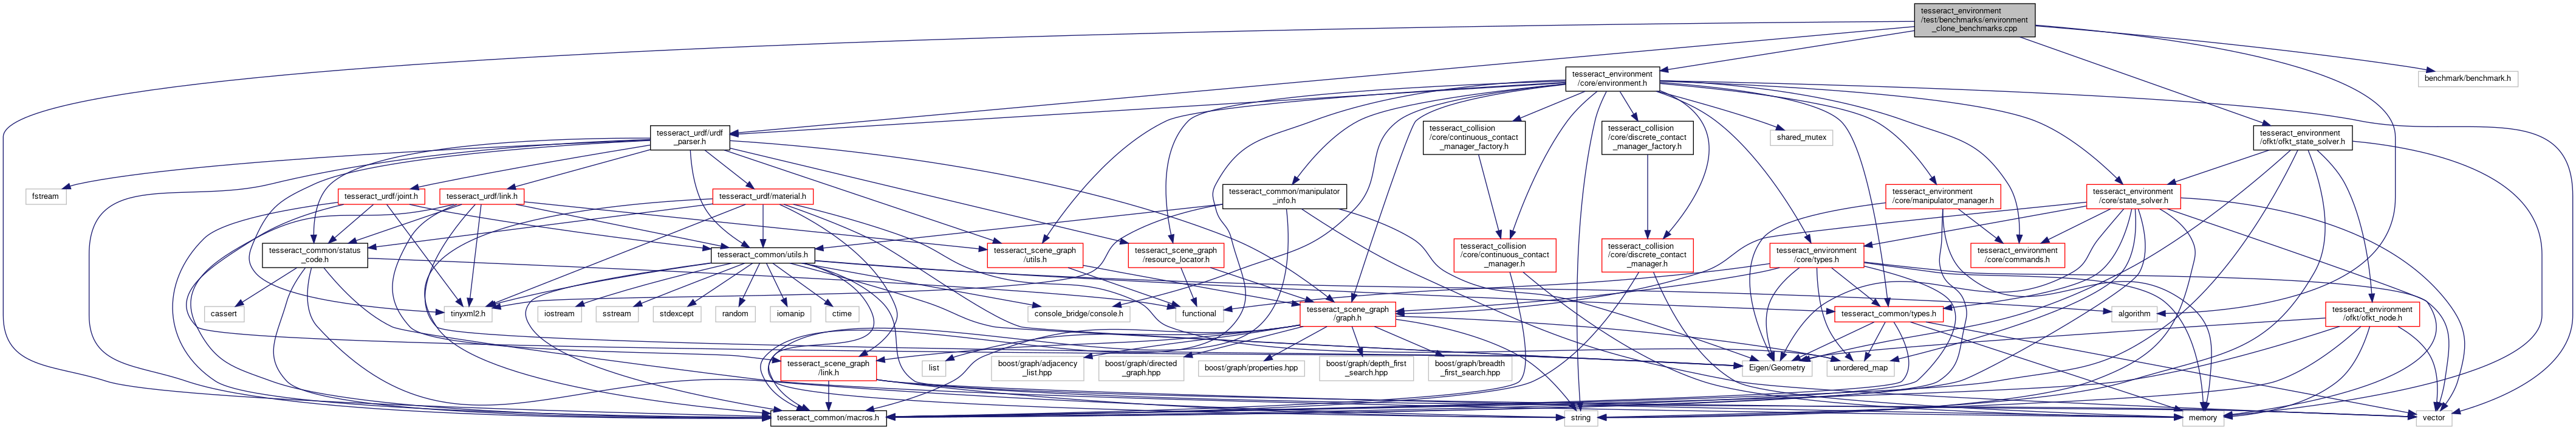 tesseract_environment
/test/benchmarks/environment
_clone_benchmarks.cpp
tesseract_environment
/core/environment.h
benchmark/benchmark.h
tesseract_urdf/urdf
_parser.h
tesseract_collision
/core/continuous_contact
_manager_factory.h
tesseract_collision
/core/discrete_contact
_manager_factory.h
shared_mutex
tesseract_environment
/ofkt/ofkt_state_solver.h
fstream
tesseract_urdf/joint.h
tesseract_urdf/link.h
tesseract_urdf/material.h
tesseract_common/manipulator
_info.h
tesseract_environment
/core/manipulator_manager.h
tesseract_environment
/core/state_solver.h
tesseract_common/status
_code.h
tesseract_common/utils.h
tesseract_scene_graph
/utils.h
tesseract_scene_graph
/resource_locator.h
tesseract_collision
/core/continuous_contact
_manager.h
tesseract_collision
/core/discrete_contact
_manager.h
tesseract_environment
/core/types.h
tesseract_environment
/core/commands.h
cassert
tinyxml2.h
iostream
sstream
stdexcept
random
iomanip
ctime
console_bridge/console.h
functional
tesseract_scene_graph
/graph.h
tesseract_common/types.h
algorithm
tesseract_environment
/ofkt/ofkt_node.h
tesseract_scene_graph
/link.h
list
boost/graph/adjacency
_list.hpp
boost/graph/directed
_graph.hpp
boost/graph/properties.hpp
boost/graph/depth_first
_search.hpp
boost/graph/breadth
_first_search.hpp
Eigen/Geometry
unordered_map
tesseract_common/macros.h
string
memory
vector